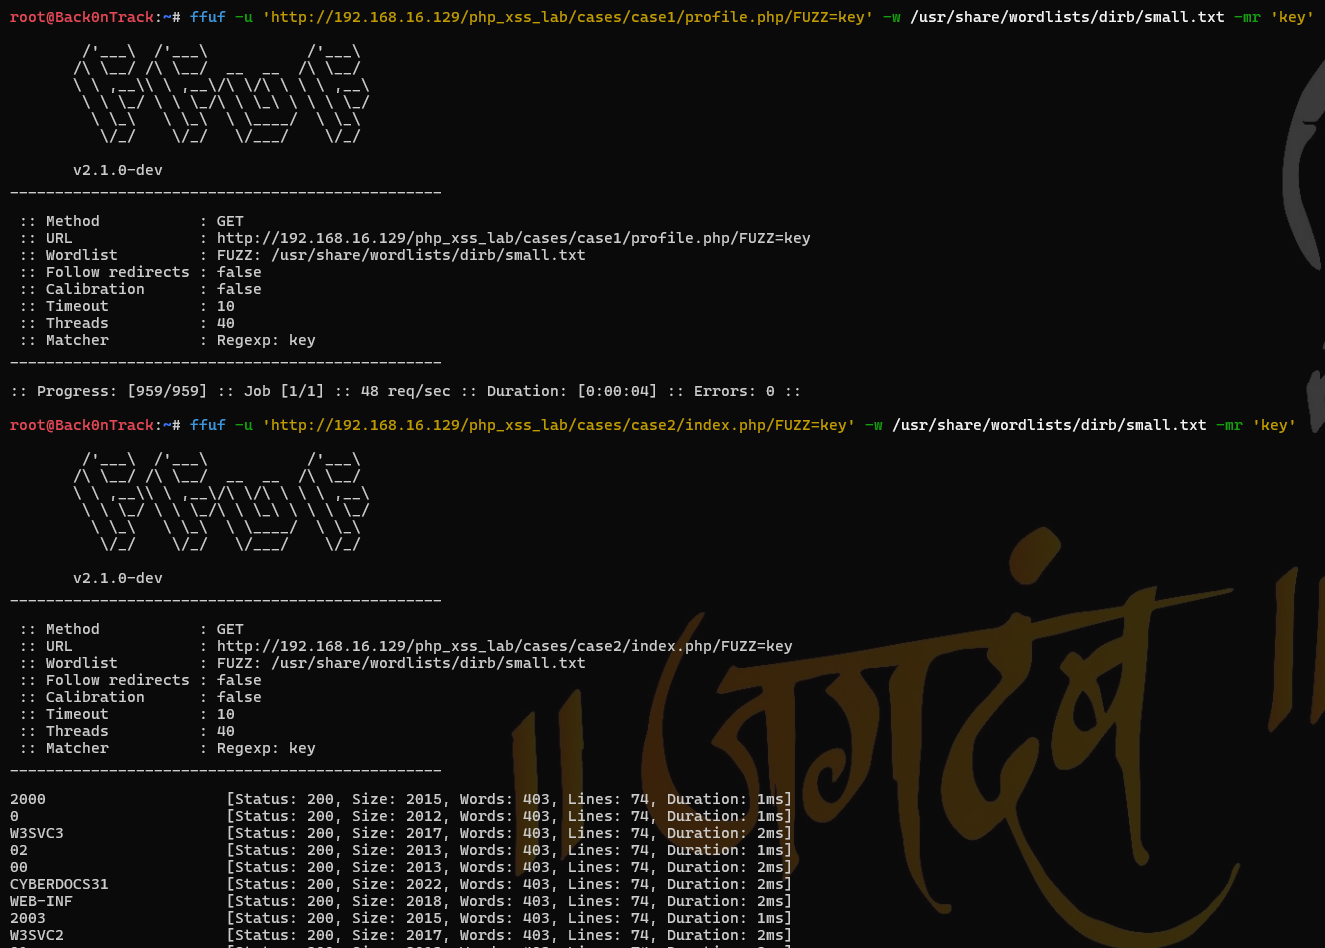 root@Back0nTrack:~# ffuf -u 'http://192.168.16.129/php_xss_lab/cases/case1/profile.php/FUZZ=key' -w /usr/share/wordlists/dirb/small.txt -mr 'key'
v2.1.0-dev
________________________________________________
:: Method           : GET
:: URL              : http://192.168.16.129/php_xss_lab/cases/case1/profile.php/FUZZ=key
:: Wordlist         : FUZZ: /usr/share/wordlists/dirb/small.txt
:: Follow redirects : false
:: Calibration      : false
:: Timeout          : 10
:: Threads          : 40
:: Matcher          : Regexp: key
________________________________________________
:: Progress: [959/959] :: Job [1/1] :: 48 req/sec :: Duration: [0:00:04] :: Errors: 0 ::
root@Back0nTrack:~# ffuf -u 'http://192.168.16.129/php_xss_lab/cases/case2/index.php/FUZZ=key' -w /usr/share/wordlists/dirb/small.txt -mr 'key'
v2.1.0-dev
________________________________________________
:: Method           : GET
:: URL              : http://192.168.16.129/php_xss_lab/cases/case2/index.php/FUZZ=key
:: Wordlist         : FUZZ: /usr/share/wordlists/dirb/small.txt
:: Follow redirects : false
:: Calibration      : false
:: Timeout          : 10
:: Threads          : 40
:: Matcher          : Regexp: key
________________________________________________
2000                    [Status: 200, Size: 2015, Words: 403, Lines: 74, Duration: 1ms]
0                       [Status: 200, Size: 2012, Words: 403, Lines: 74, Duration: 1ms]
W3SVC3                  [Status: 200, Size: 2017, Words: 403, Lines: 74, Duration: 2ms]
02                      [Status: 200, Size: 2013, Words: 403, Lines: 74, Duration: 1ms]
00                      [Status: 200, Size: 2013, Words: 403, Lines: 74, Duration: 2ms]
CYBERDOCS31             [Status: 200, Size: 2022, Words: 403, Lines: 74, Duration: 2ms]
WEB-INF                 [Status: 200, Size: 2018, Words: 403, Lines: 74, Duration: 2ms]
2003                    [Status: 200, Size: 2015, Words: 403, Lines: 74, Duration: 1ms]
W3SVC2                  [Status: 200, Size: 2017, Words: 403, Lines: 74, Duration: 2ms]
॥ जगदंब ॥